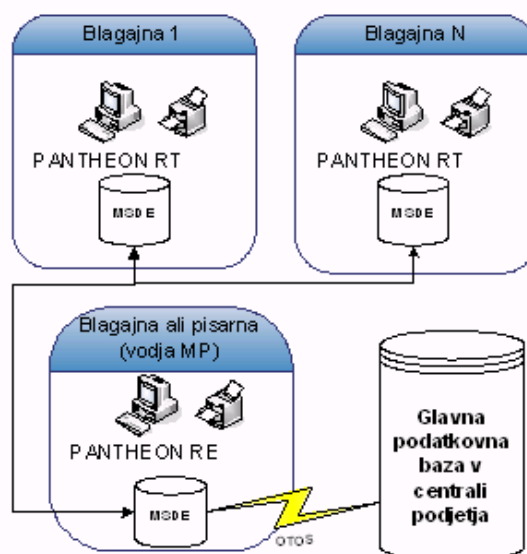 Blagajna 1
PANTHEON RT
MSDE
Blagajna N
PANTHEON RT
MSDE
Blagajna ali pisarna
(vodja MP)
PANTHEON RE
MSDE
OTOS
Glavna
podatkovna
baza v
centrali
podjetja